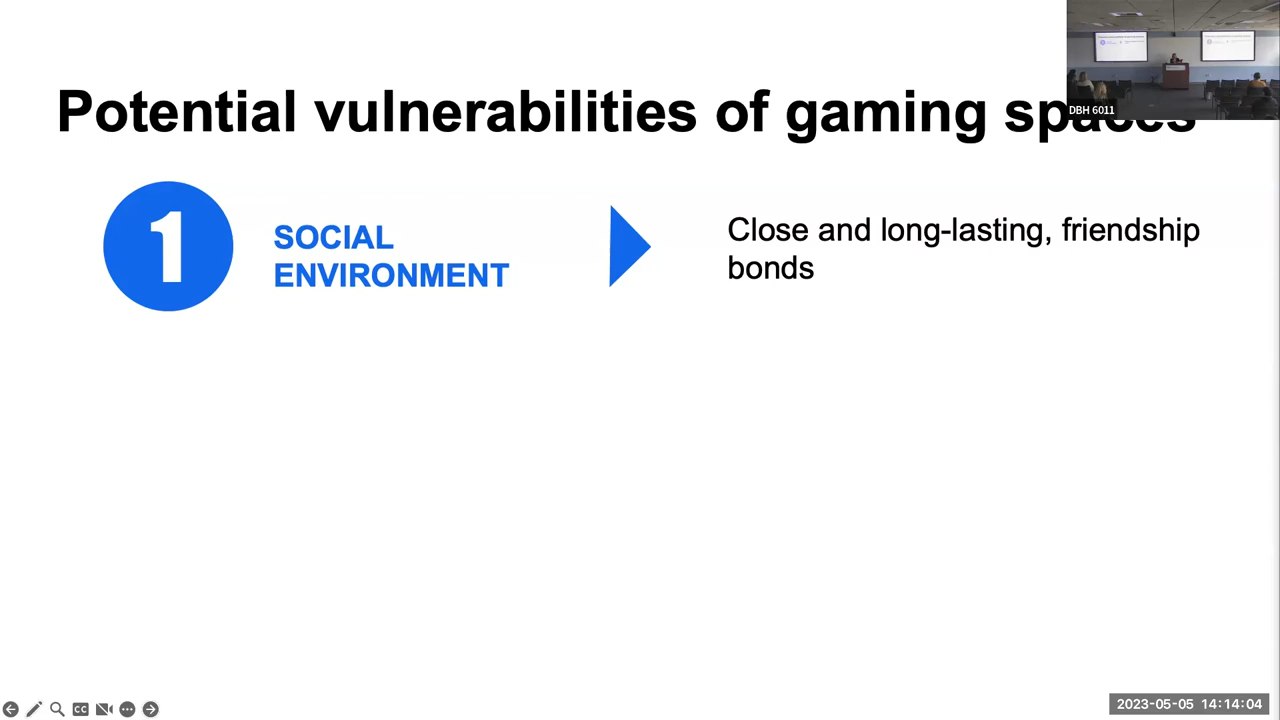 DBH 6011
Potential vulnerabilities of gaming spaces
1
SOCIAL
ENVIRONMENT
Close and long-lasting, friendship
bonds
CC
2023-05-05 14:14:04